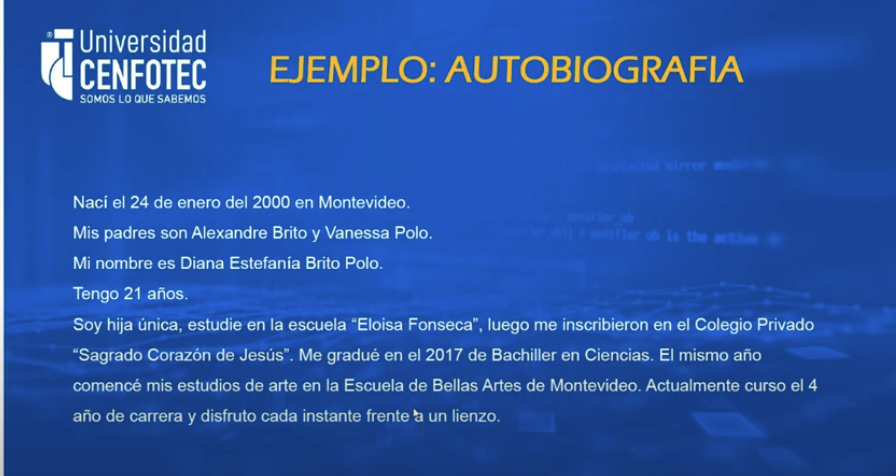 Universidad
CENFOTEC
SOMOS LO QUE SABEMOS
EJEMPLO: AUTOBIOGRAFIA
Nací el 24 de enero del 2000 en Montevideo.
Mis padres son Alexandre Brito y Vanessa Polo.
Mi nombre es Diana Estefanía Brito Polo.
Tengo 21 años.
Soy hija única, estudie en la escuela “Eloisa Fonseca”, luego me inscribieron en el Colegio Privado
“Sagrado Corazón de Jesús”. Me gradué en el 2017 de Bachiller en Ciencias. El mismo año
comencé mis estudios de arte en la Escuela de Bellas Artes de Montevideo. Actualmente curso el 4
año de carrera y disfruto cada instante frente a un lienzo.